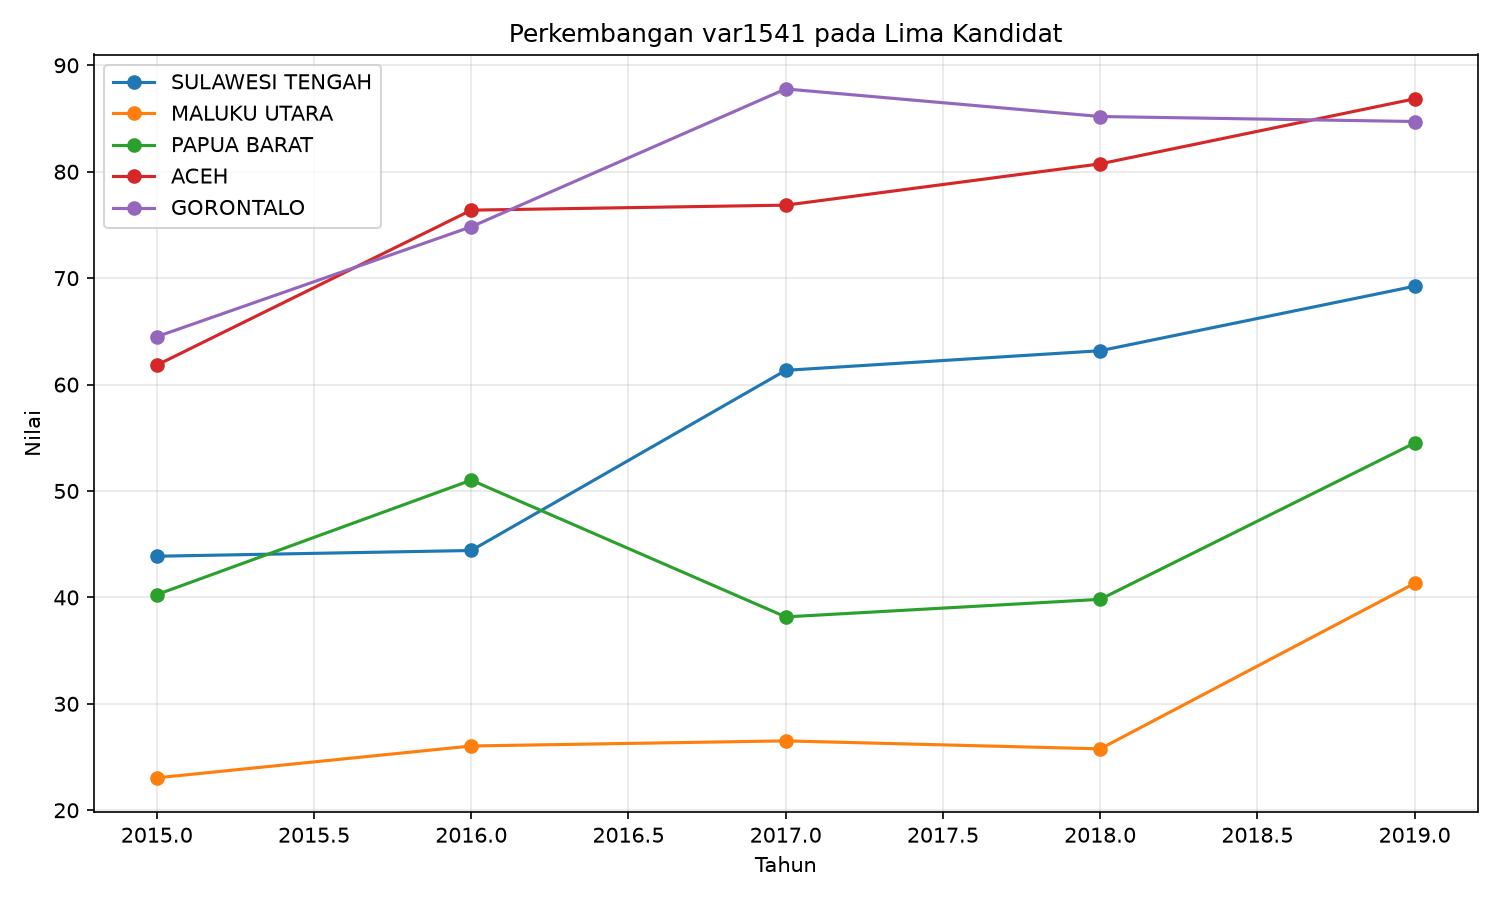 Perkembangan var1541 pada Lima Kandidat
SULAWESI TENGAH
MALUKU UTARA
PAPUA BARAT
ACEH
GORONTALO
Nilai
90
80
70
60
50
40
30
20
2015.0 2015.5 2016.0 2016.5 2017.0 2017.5 2018.0 2018.5 2019.0
Tahun